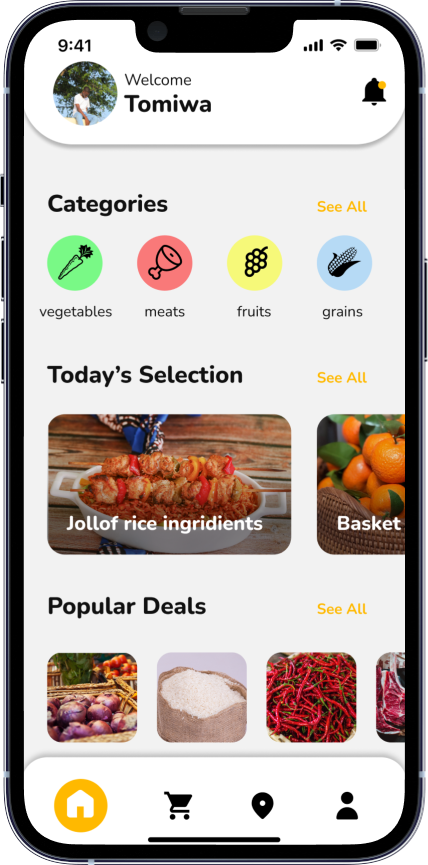 9:41
Welcome
Tomiwa
Categories
See All
vegetables
meats
fruits
grains
Today's Selection
See All
Jollof rice ingridients
Basket
Popular Deals
See All